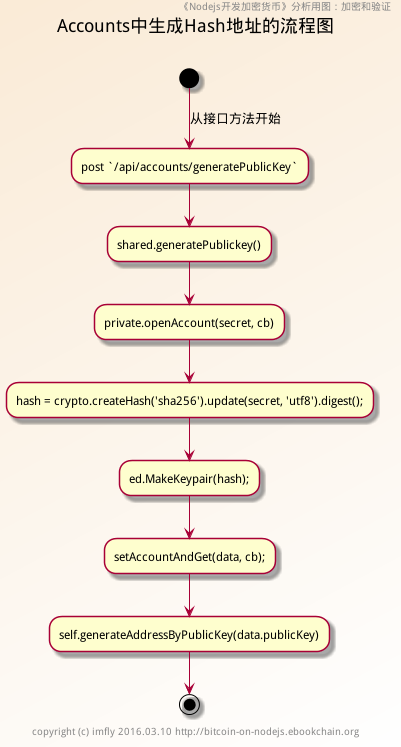 《Nodejs开发加密货币》分析用图：加密和验证
Accounts中生成Hash地址的流程图
从接口方法开始
post `/api/accounts/generatePublicKey`
shared.generatePublickey()
private.openAccount(secret, cb)
hash = crypto.createHash('sha256').update(secret, 'utf8').digest();
ed.MakeKeypair(hash);
setAccountAndGet(data, cb);
self.generateAddressByPublicKey(data.publicKey)
copyright (c) imfly 2016.03.10 http://bitcoin-on-nodejs.ebookchain.org